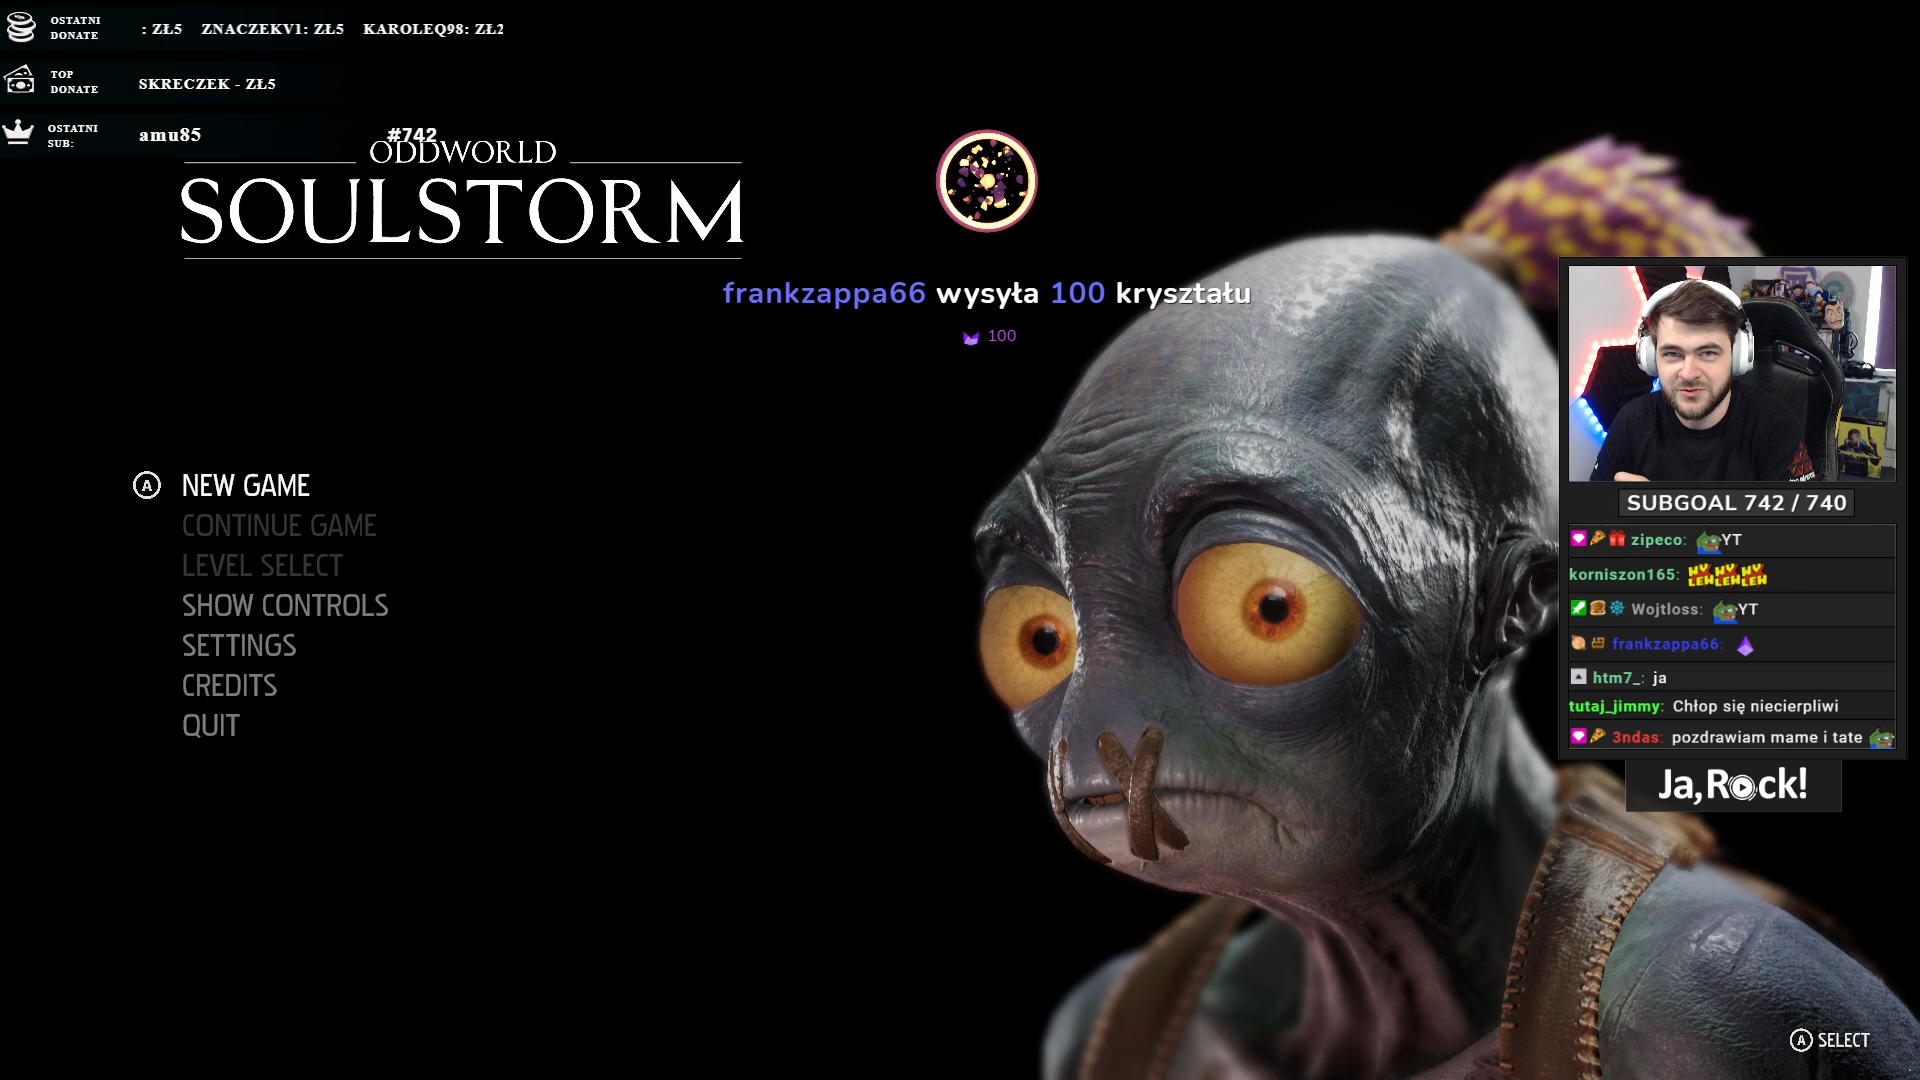 OSTATNI
DONATE
: ZŁ5 ZNACZEKV1: ZŁ5 KAROLEQ98: ZŁ2
TOP
DONATE
SKRECZEK - ZŁ5
OSTATNI
SUB:
amu85
#742
ODDWORLD
SOULSTORM
frankzappa66 wysyła 100 kryształu
100
NEW GAME
CONTINUE GAME
LEVEL SELECT
SHOW CONTROLS
SETTINGS
CREDITS
QUIT
SUBGOAL 742 / 740
zipeco: YT
korniszon165:
Wojtloss: YT
frankzappa66:
htm7_: ja
tutaj_jimmy: Chłop się niecierpliwi
3ndas: pozdrawiam mame i tate
Ja,Rock!
A SELECT